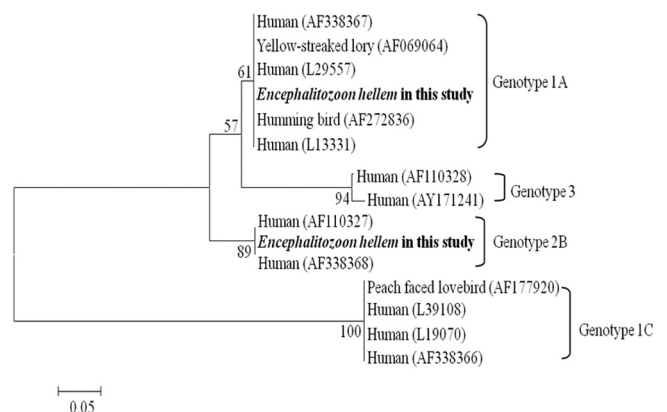 Human (AF338367)
Yellow-streaked lory (AF069064)
61
Human (L29557)
Genotype 1A
Encephalitozoon hellem in this study
Humming bird (AF272836)
57
Human (L13331)
Human (AF110328)
Genotype 3
94
Human (AY171241)
Human (AF110327)
Encephalitozoon hellem in this study
Genotype 2B
89
Human (AF338368)
Peach faced lovebird (AF177920)
Human (L39108)
Genotype 1C
100
Human (L19070)
Human (AF338366)
0.05